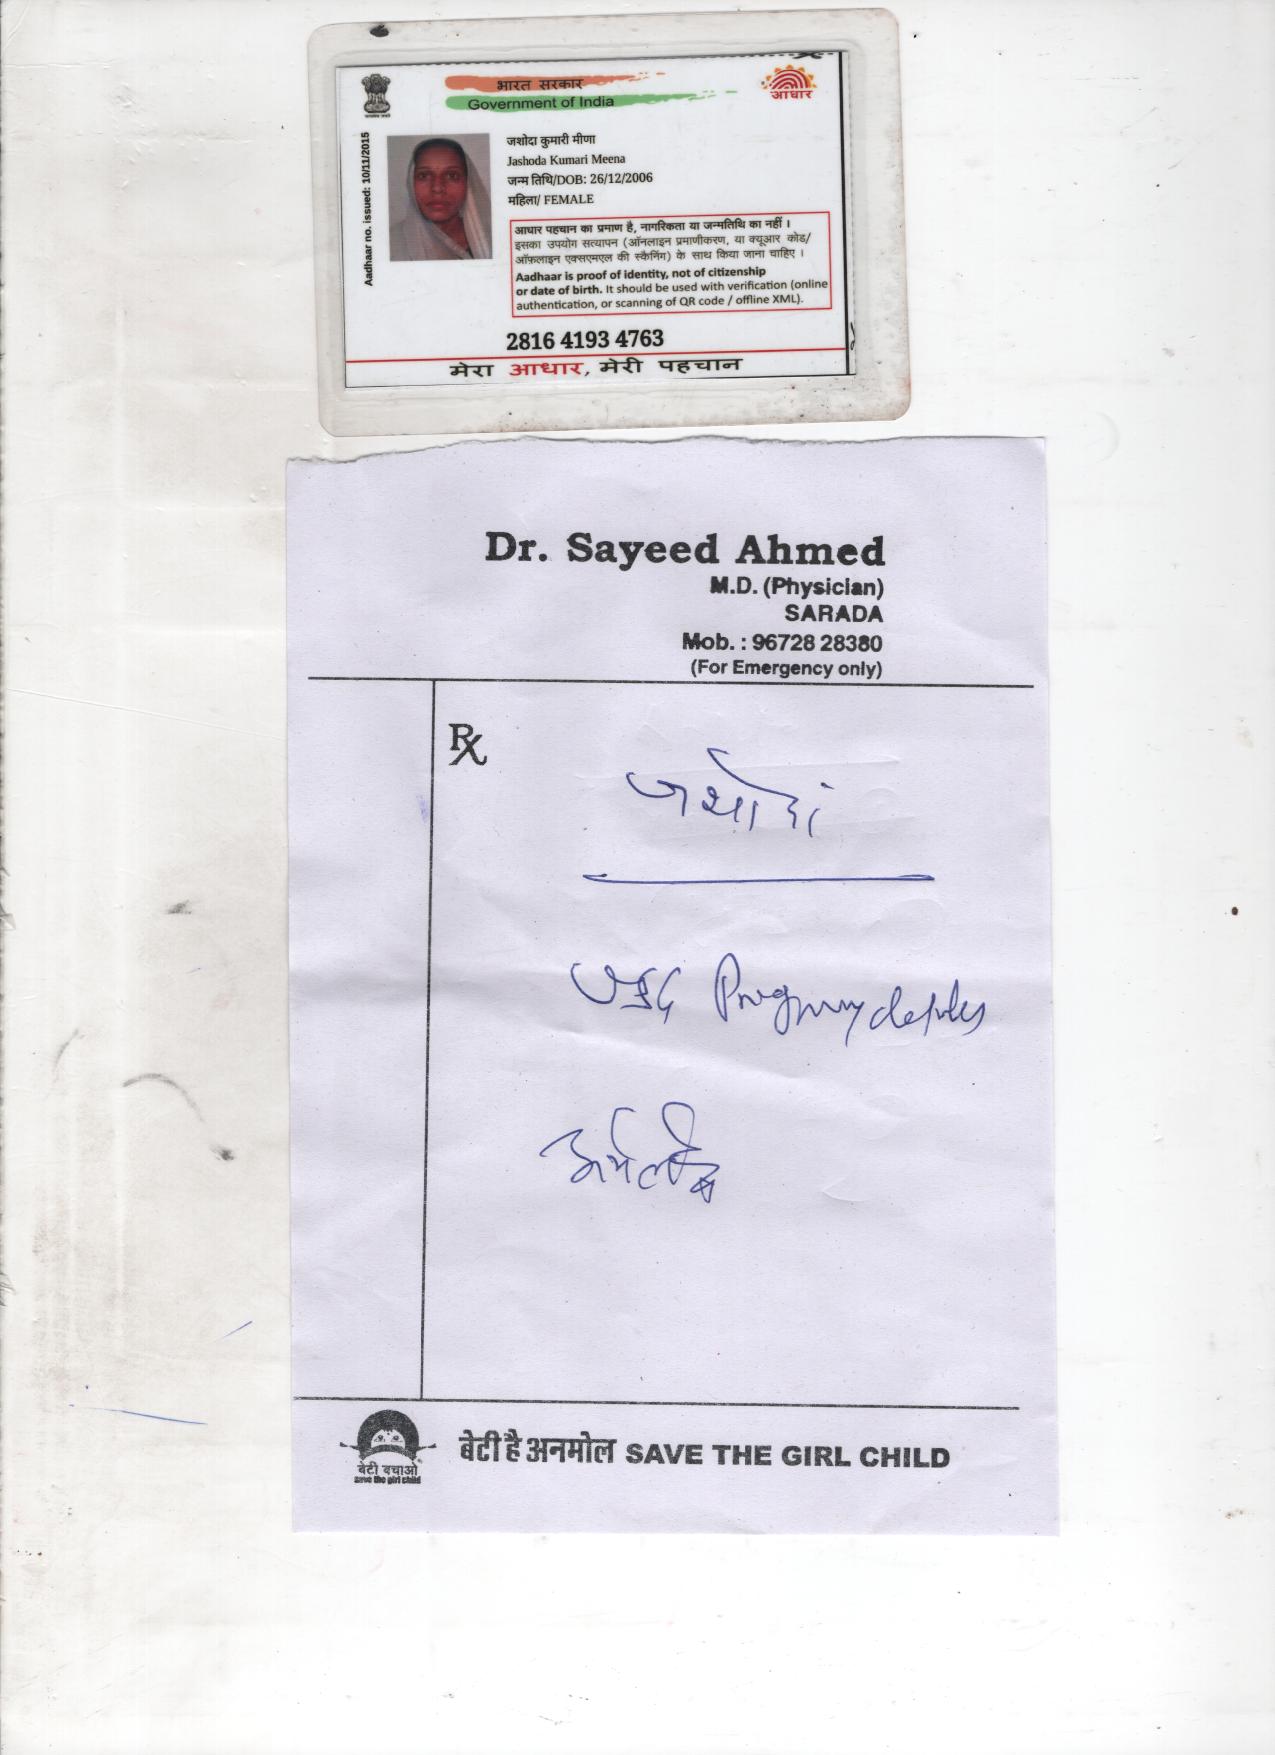 भारत सरकार
Government of India
आधार
Aadhaar no. issued: 10/11/2015
जशोदा कुमारी मीणा
Jashoda Kumari Meena
जन्म तिथि/DOB: 26/12/2006
महिला/ FEMALE
आधार पहचान का प्रमाण है, नागरिकता या जन्मतिथि का नहीं ।
इसका उपयोग सत्यापन (ऑनलाइन प्रमाणीकरण, या क्यूआर कोड/
ऑफ़लाइन एक्सएमएल की स्कैनिंग) के साथ किया जाना चाहिए ।
Aadhaar is proof of identity, not of citizenship
or date of birth. It should be used with verification (online
authentication, or scanning of QR code / offline XML).
2816 4193 4763
मेरा आधार, मेरी पहचान
Dr. Sayeed Ahmed
M.D. (Physician)
SARADA
Mob. : 96728 28380
(For Emergency only)
Rx
जशोदा
USG
बेटी बचाओ
save the girl child
बेटी है अनमोल SAVE THE GIRL CHILD